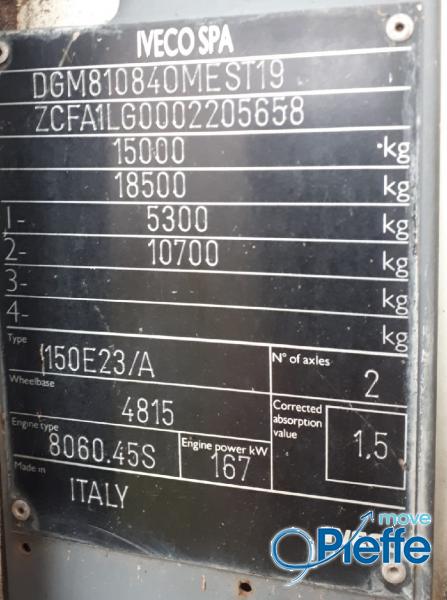 IVECO SPA
DGM810840MEST19
ZCFA1LG0002205658
15000 kg
18500 kg
1- 5300 kg
2- 10700 kg
3- kg
4- kg
Type
150E23/A
N° of axles
2
Wheelbase
4815
Corrected absorption value
1.5
Engine type
8060.45S
Engine power kW
167
Made in
ITALY
move
Pieffe